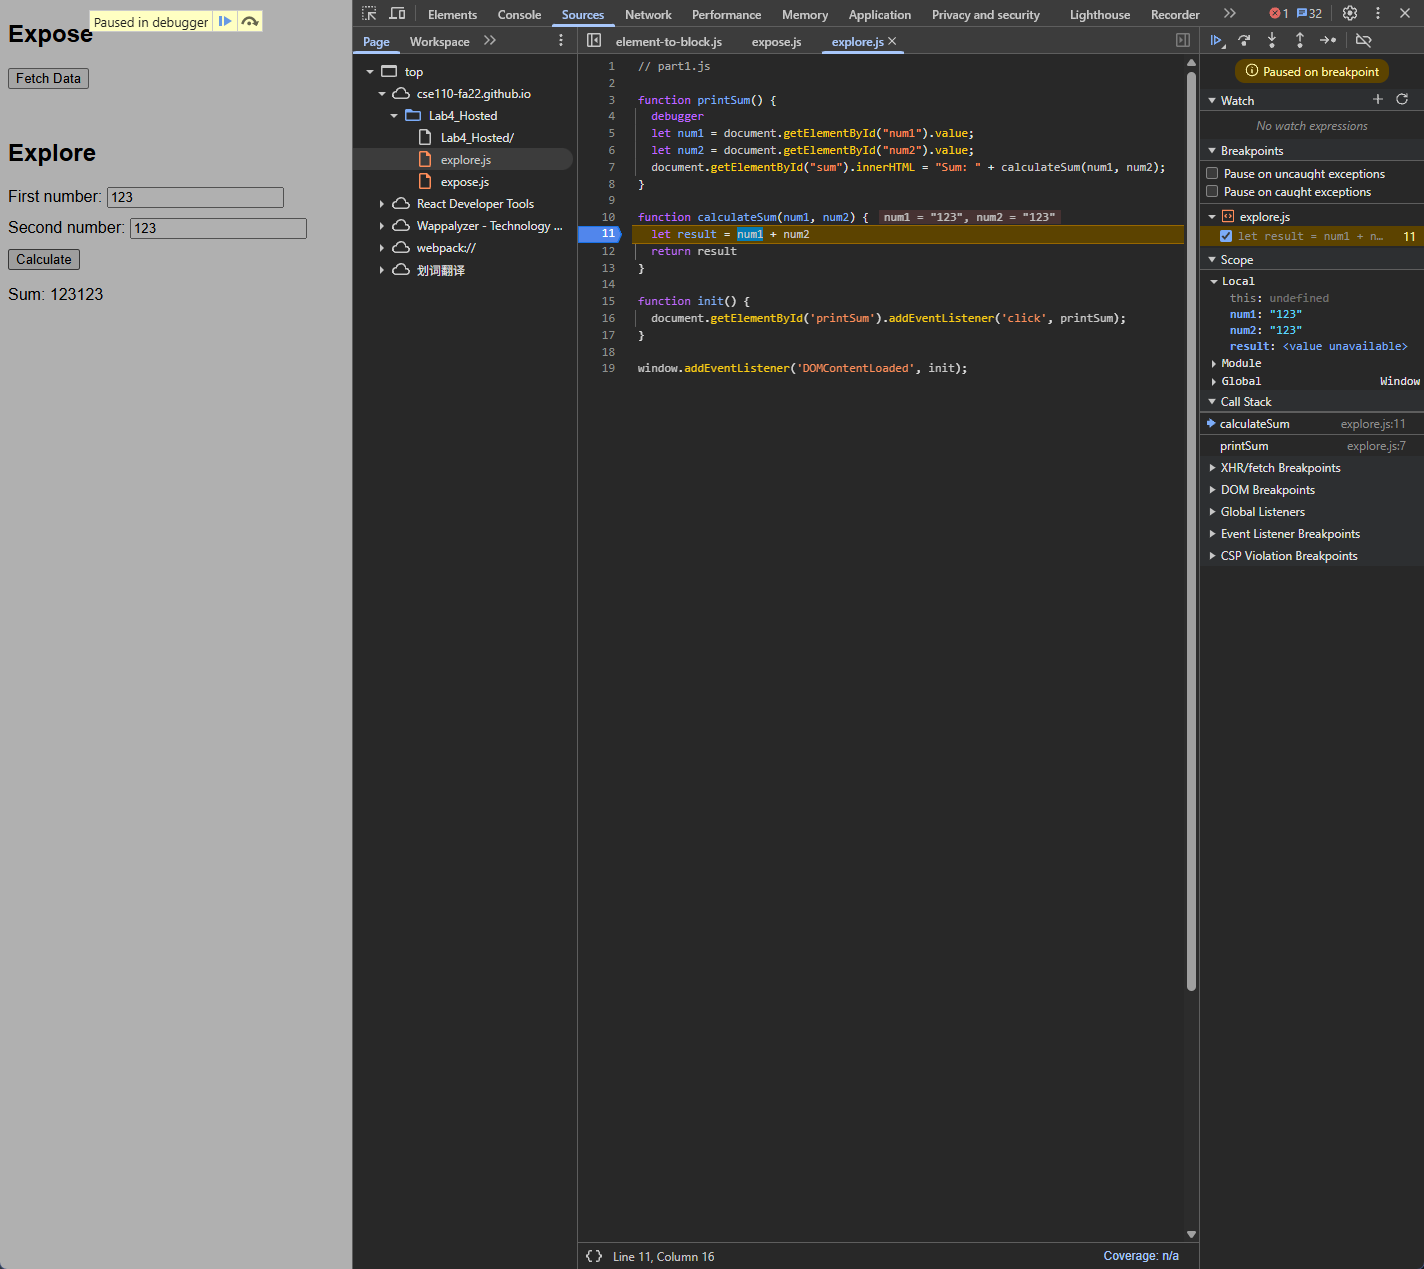 Expose
Paused in debugger
Fetch Data
Explore
First number: 123
Second number: 123
Calculate
Sum: 123123
Elements Console Sources Network Performance Memory Application Privacy and security Lighthouse Recorder 1 32
Page Workspace
top
cse110-fa22.github.io
Lab4_Hosted
Lab4_Hosted/
explore.js
expose.js
React Developer Tools
Wappalyzer - Technology ...
webpack://
划词翻译
element-to-block.js expose.js explore.js
1 // part1.js
2
3 function printSum() {
4 debugger
5 let num1 = document.getElementById("num1").value;
6 let num2 = document.getElementById("num2").value;
7 document.getElementById("sum").innerHTML = "Sum: " + calculateSum(num1, num2);
8 }
9
10 function calculateSum(num1, num2) { num1 = "123", num2 = "123"
11 let result = num1 + num2
12 return result
13 }
14
15 function init() {
16 document.getElementById('printSum').addEventListener('click', printSum);
17 }
18
19 window.addEventListener('DOMContentLoaded', init);
{} Line 11, Column 16 Coverage: n/a
Paused on breakpoint
Watch
No watch expressions
Breakpoints
Pause on uncaught exceptions
Pause on caught exceptions
explore.js
let result = num1 + n... 11
Scope
Local
this: undefined
num1: "123"
num2: "123"
result: <value unavailable>
Module
Global Window
Call Stack
calculateSum explore.js:11
printSum explore.js:7
XHR/fetch Breakpoints
DOM Breakpoints
Global Listeners
Event Listener Breakpoints
CSP Violation Breakpoints